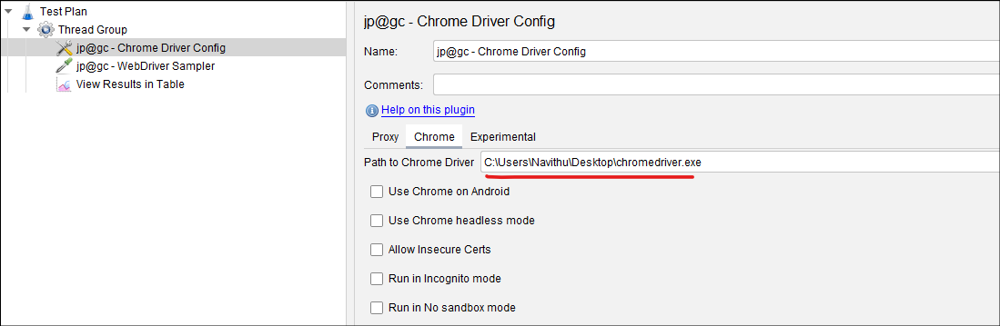 Test Plan
Thread Group
jp@gc - Chrome Driver Config
jp@gc - WebDriver Sampler
View Results in Table
jp@gc - Chrome Driver Config
Name: jp@gc - Chrome Driver Config
Comments:
Help on this plugin
Proxy Chrome Experimental
Path to Chrome Driver C:\Users\Navithu\Desktop\chromedriver.exe
Use Chrome on Android
Use Chrome headless mode
Allow Insecure Certs
Run in Incognito mode
Run in No sandbox mode